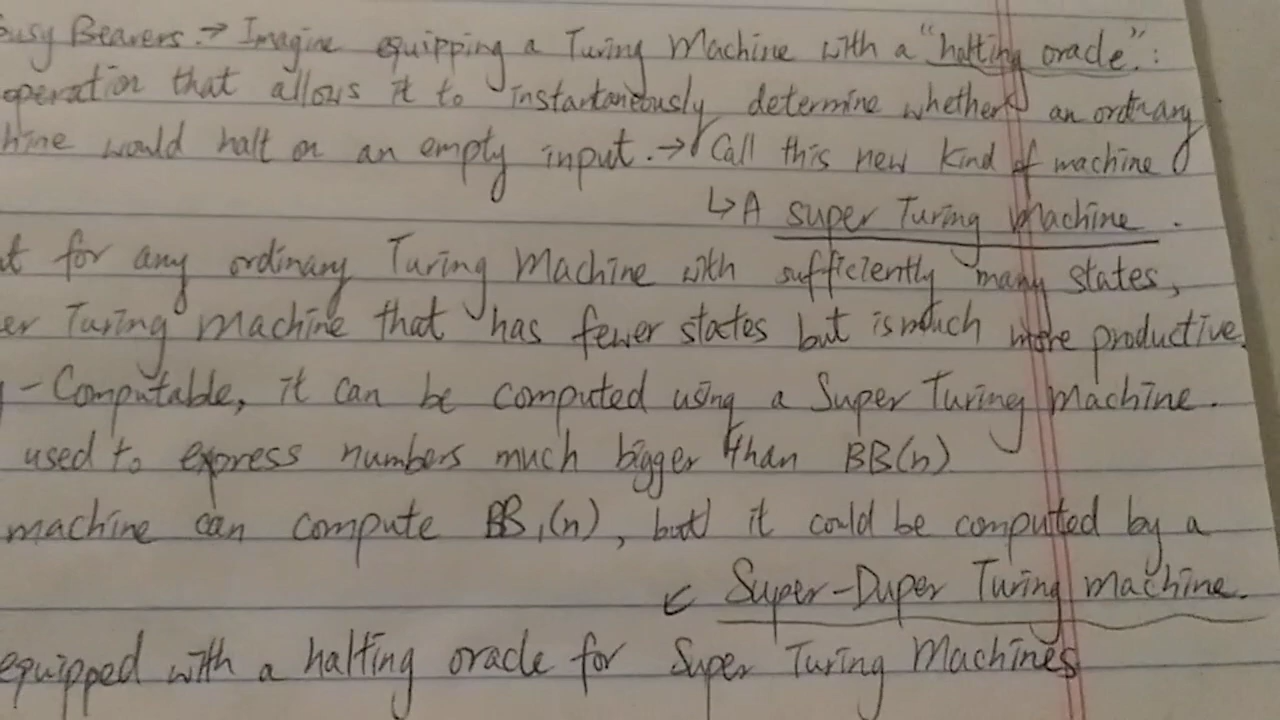 Busy Beavers → Imagine equipping a Turing Machine with a "halting oracle":
operation that allows it to instantaneously determine whether an ordinary
hine would halt on an empty input. → Call this new kind of machine
↳ A super Turing Machine.
t for any ordinary Turing Machine with sufficiently many states,
er Turing machine that has fewer states but is much more productive.
- Computable, it can be computed using a Super Turing Machine.
used to express numbers much bigger than BB(n)
machine can compute BB₁(n), but it could be computed by a
↙ Super-Duper Turing machine.
equipped with a halting oracle for Super Turing Machines